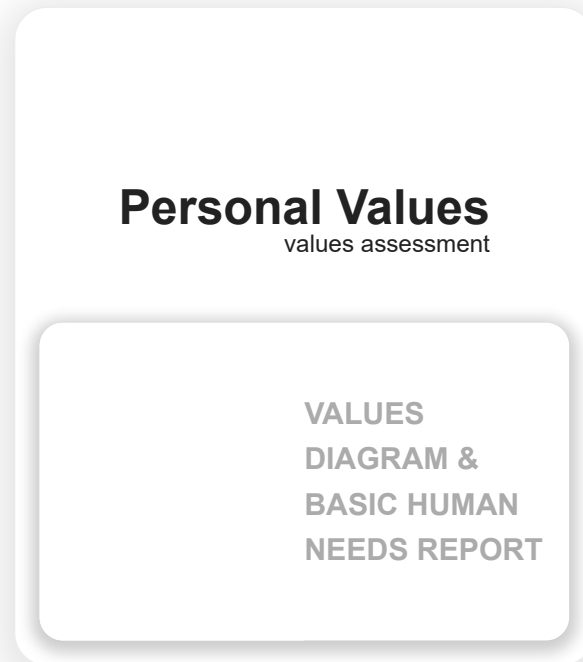 Personal Values
values assessment
VALUES
DIAGRAM &
BASIC HUMAN
NEEDS REPORT